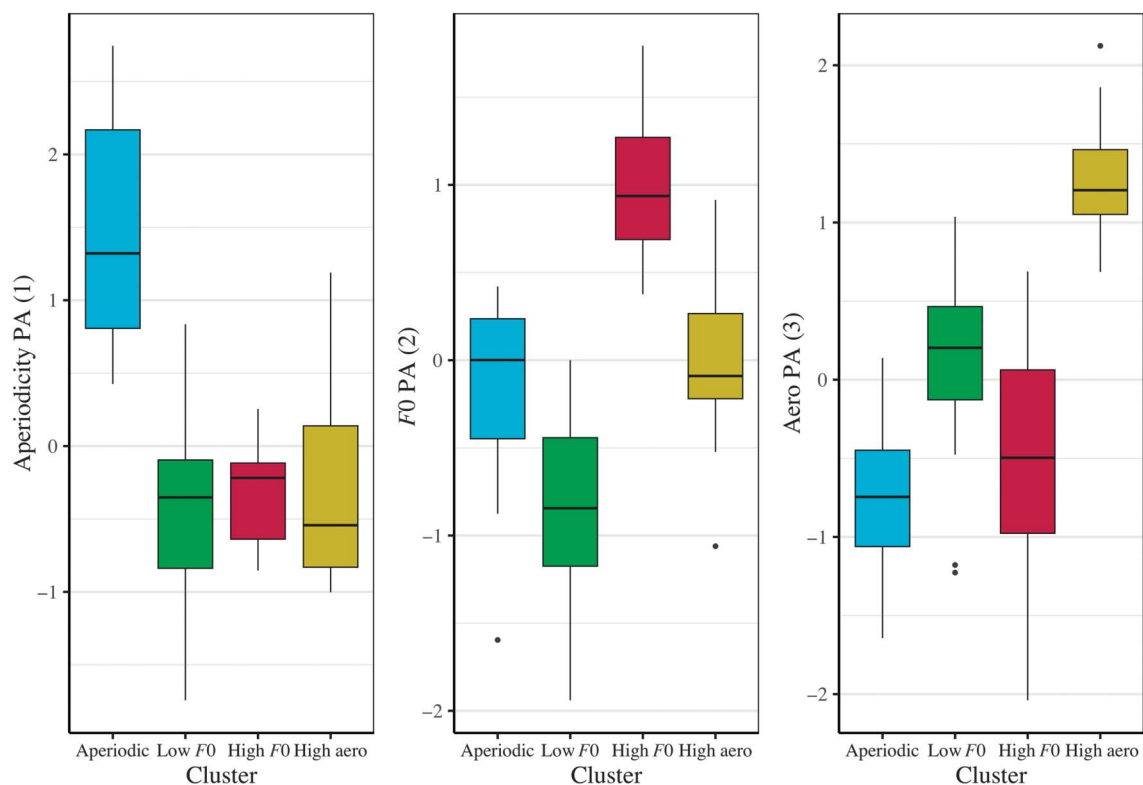 Aperiodicity PA (1)
2
1
0
−1
Aperiodic Low F0 High F0 High aero
Cluster
F0 PA (2)
1
0
−1
−2
Aperiodic Low F0 High F0 High aero
Cluster
Aero PA (3)
2
1
0
−1
−2
Aperiodic Low F0 High F0 High aero
Cluster